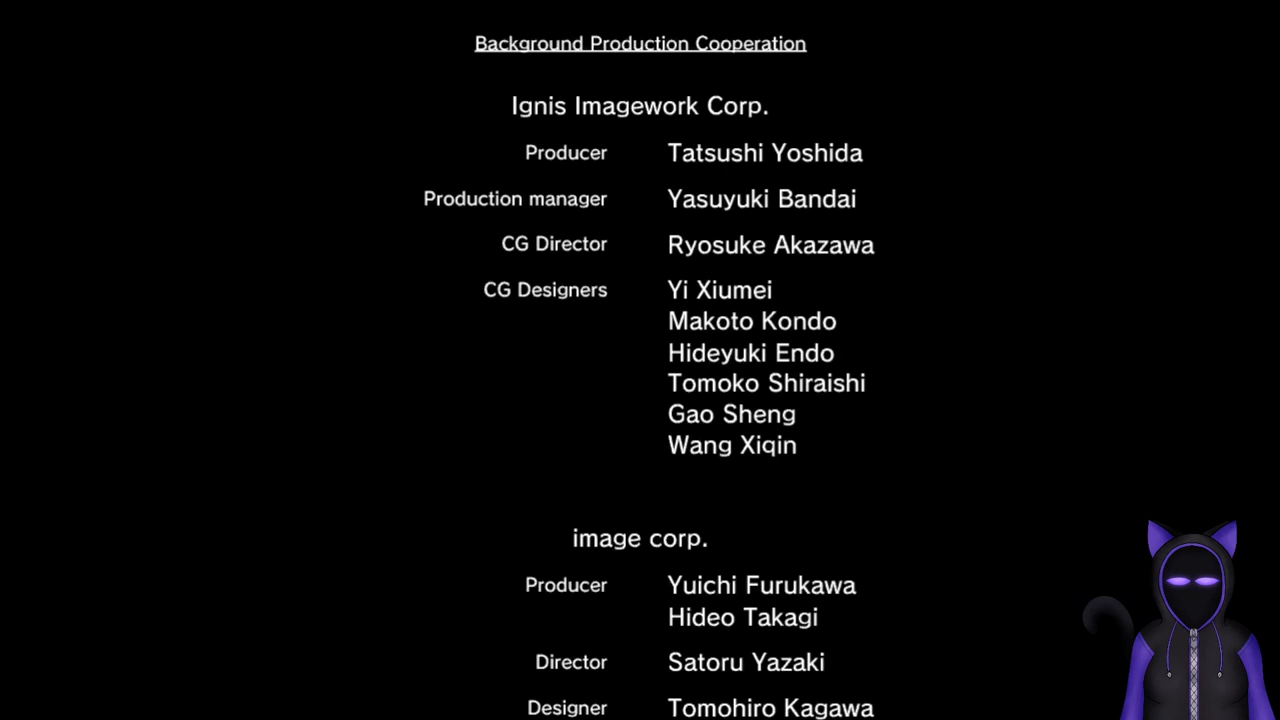 Background Production Cooperation
Ignis Imagework Corp.
Producer Tatsushi Yoshida
Production manager Yasuyuki Bandai
CG Director Ryosuke Akazawa
CG Designers Yi Xiumei
Makoto Kondo
Hideyuki Endo
Tomoko Shiraishi
Gao Sheng
Wang Xiqin
image corp.
Producer Yuichi Furukawa
Hideo Takagi
Director Satoru Yazaki
Designer Tomohiro Kagawa